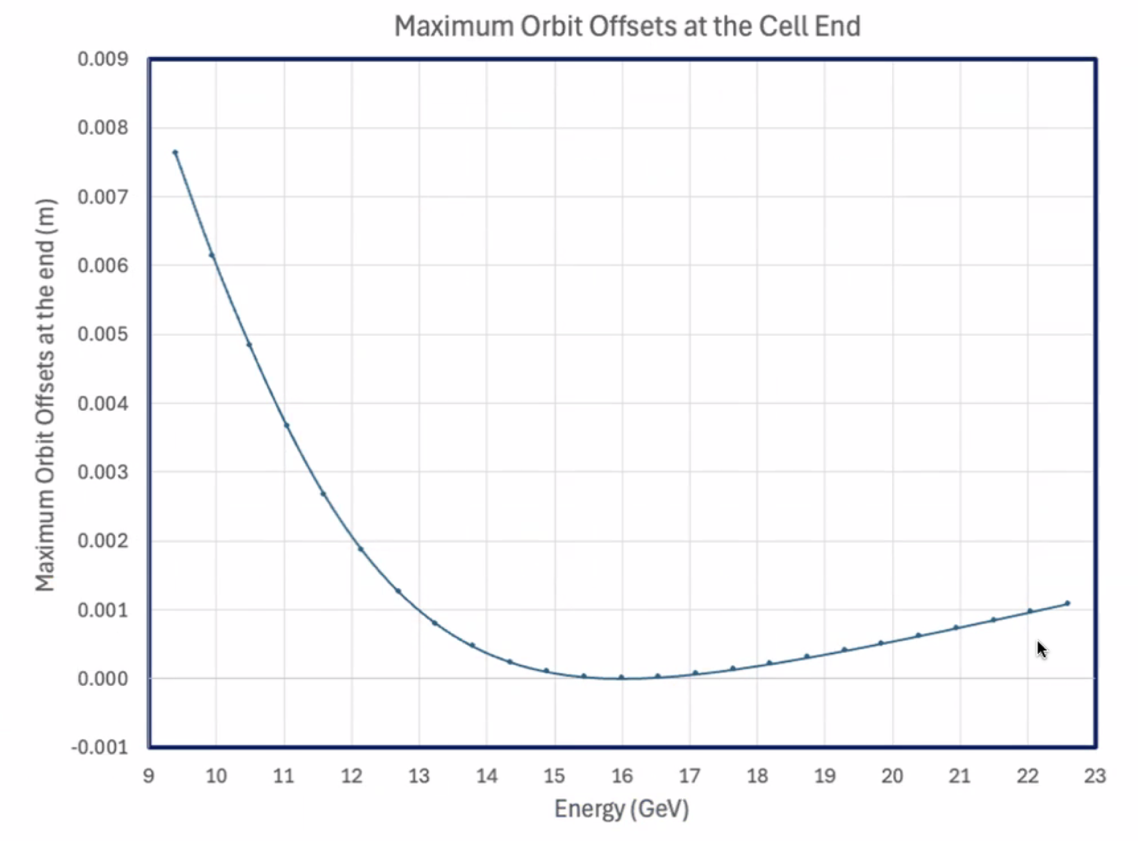 Maximum Orbit Offsets at the Cell End
Maximum Orbit Offsets at the end (m)
0.009
0.008
0.007
0.006
0.005
0.004
0.003
0.002
0.001
0.000
-0.001
9 10 11 12 13 14 15 16 17 18 19 20 21 22 23
Energy (GeV)